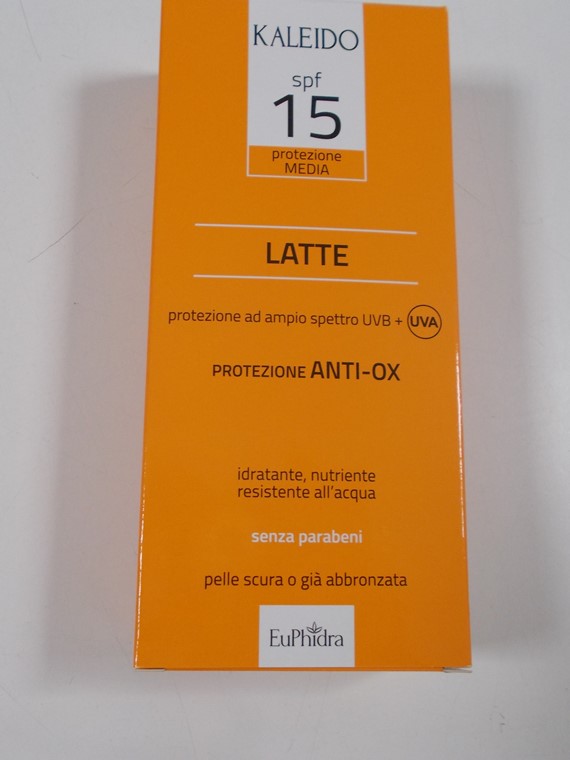 KALEIDO
spf
15
protezione
MEDIA
LATTE
protezione ad ampio spettro UVB + UVA
PROTEZIONE ANTI-OX
idratante, nutriente
resistente all'acqua
senza parabeni
pelle scura o già abbronzata
EuPhidra